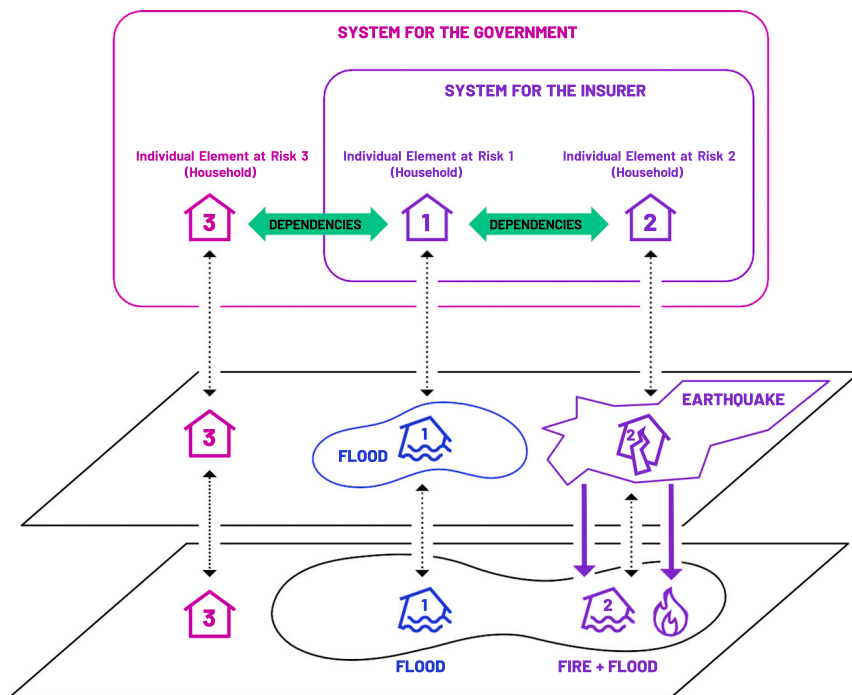 SYSTEM FOR THE GOVERNMENT
SYSTEM FOR THE INSURER
Individual Element at Risk 3
(Household)
Individual Element at Risk 1
(Household)
Individual Element at Risk 2
(Household)
3
DEPENDENCIES
1
DEPENDENCIES
2
EARTHQUAKE
3
FLOOD
1
2
3
1
2
FLOOD
FIRE + FLOOD